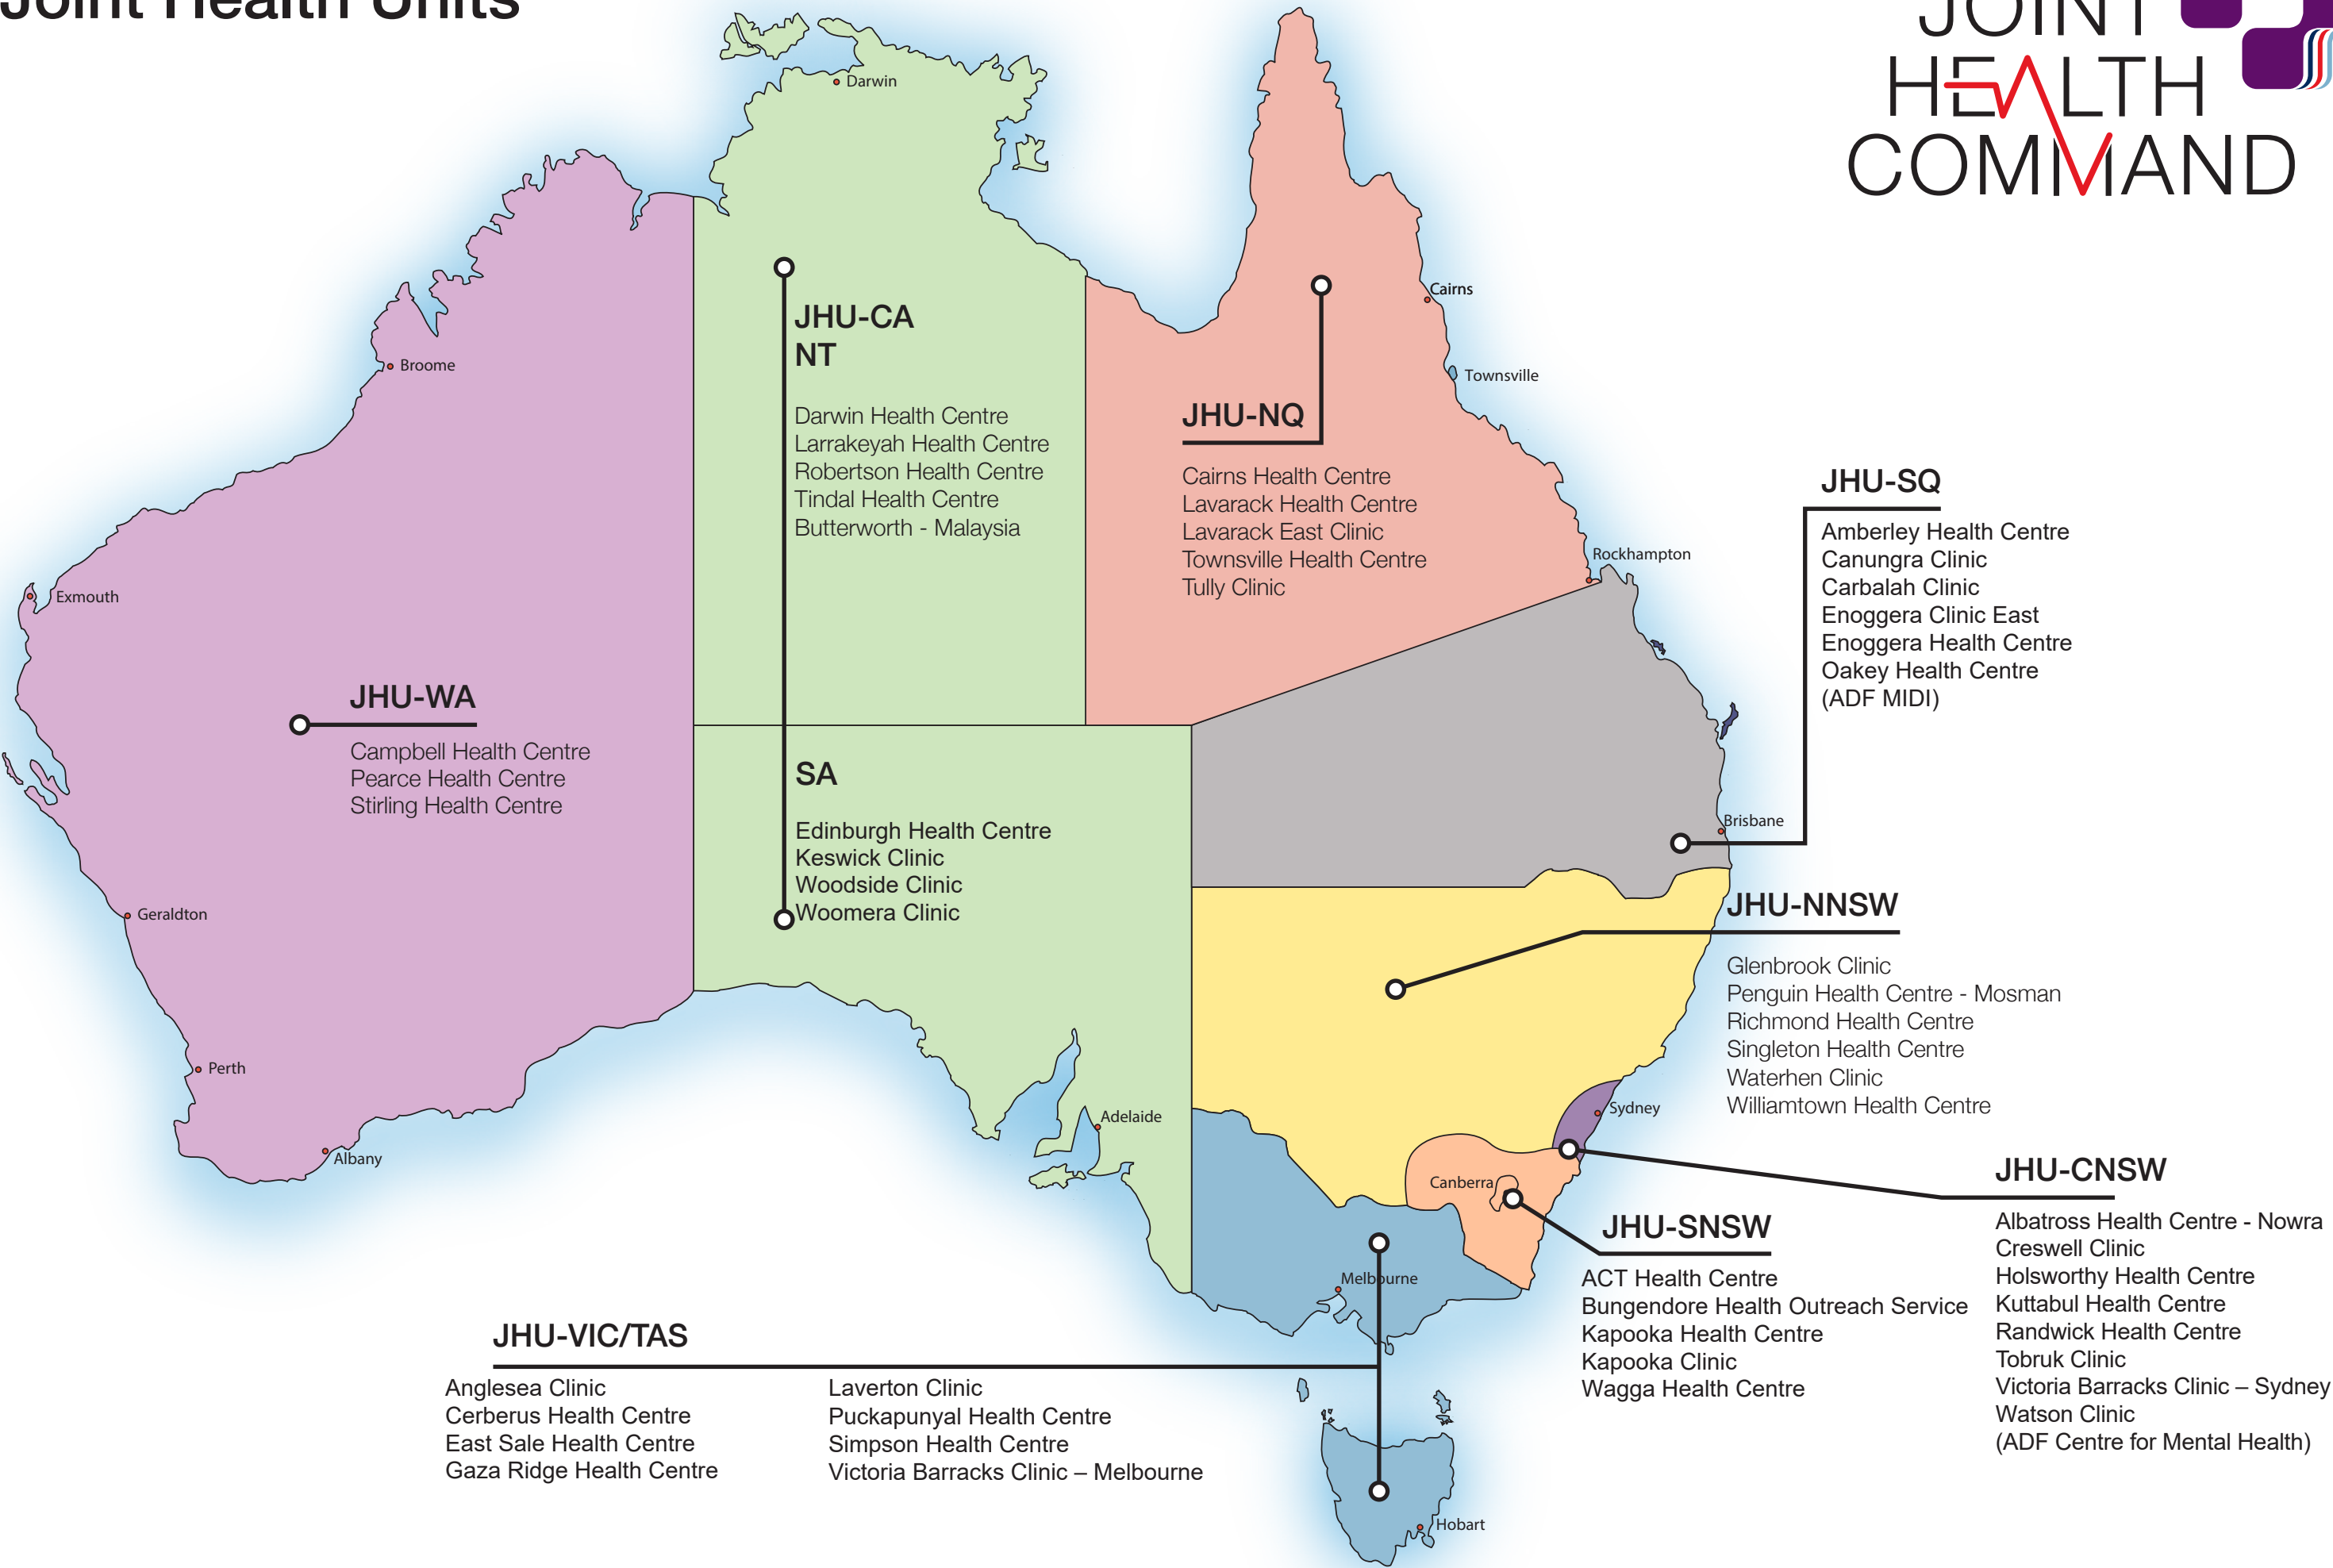 Joint Health Units
JOINT
HEALTH
COMMAND
Darwin
Broome
Exmouth
Geraldton
Perth
Albany
Cairns
Townsville
Rockhampton
Brisbane
Sydney
Canberra
Melbourne
Adelaide
Hobart
JHU-WA
Campbell Health Centre
Pearce Health Centre
Stirling Health Centre
JHU-CA
NT
Darwin Health Centre
Larrakeyah Health Centre
Robertson Health Centre
Tindal Health Centre
Butterworth - Malaysia
SA
Edinburgh Health Centre
Keswick Clinic
Woodside Clinic
Woomera Clinic
JHU-NQ
Cairns Health Centre
Lavarack Health Centre
Lavarack East Clinic
Townsville Health Centre
Tully Clinic
JHU-SQ
Amberley Health Centre
Canungra Clinic
Carbalah Clinic
Enoggera Clinic East
Enoggera Health Centre
Oakey Health Centre
(ADF MIDI)
JHU-NNSW
Glenbrook Clinic
Penguin Health Centre - Mosman
Richmond Health Centre
Singleton Health Centre
Waterhen Clinic
Williamtown Health Centre
JHU-CNSW
Albatross Health Centre - Nowra
Creswell Clinic
Holsworthy Health Centre
Kuttabul Health Centre
Randwick Health Centre
Tobruk Clinic
Victoria Barracks Clinic – Sydney
Watson Clinic
(ADF Centre for Mental Health)
JHU-SNSW
ACT Health Centre
Bungendore Health Outreach Service
Kapooka Health Centre
Kapooka Clinic
Wagga Health Centre
JHU-VIC/TAS
Anglesea Clinic
Cerberus Health Centre
East Sale Health Centre
Gaza Ridge Health Centre
Laverton Clinic
Puckapunyal Health Centre
Simpson Health Centre
Victoria Barracks Clinic – Melbourne